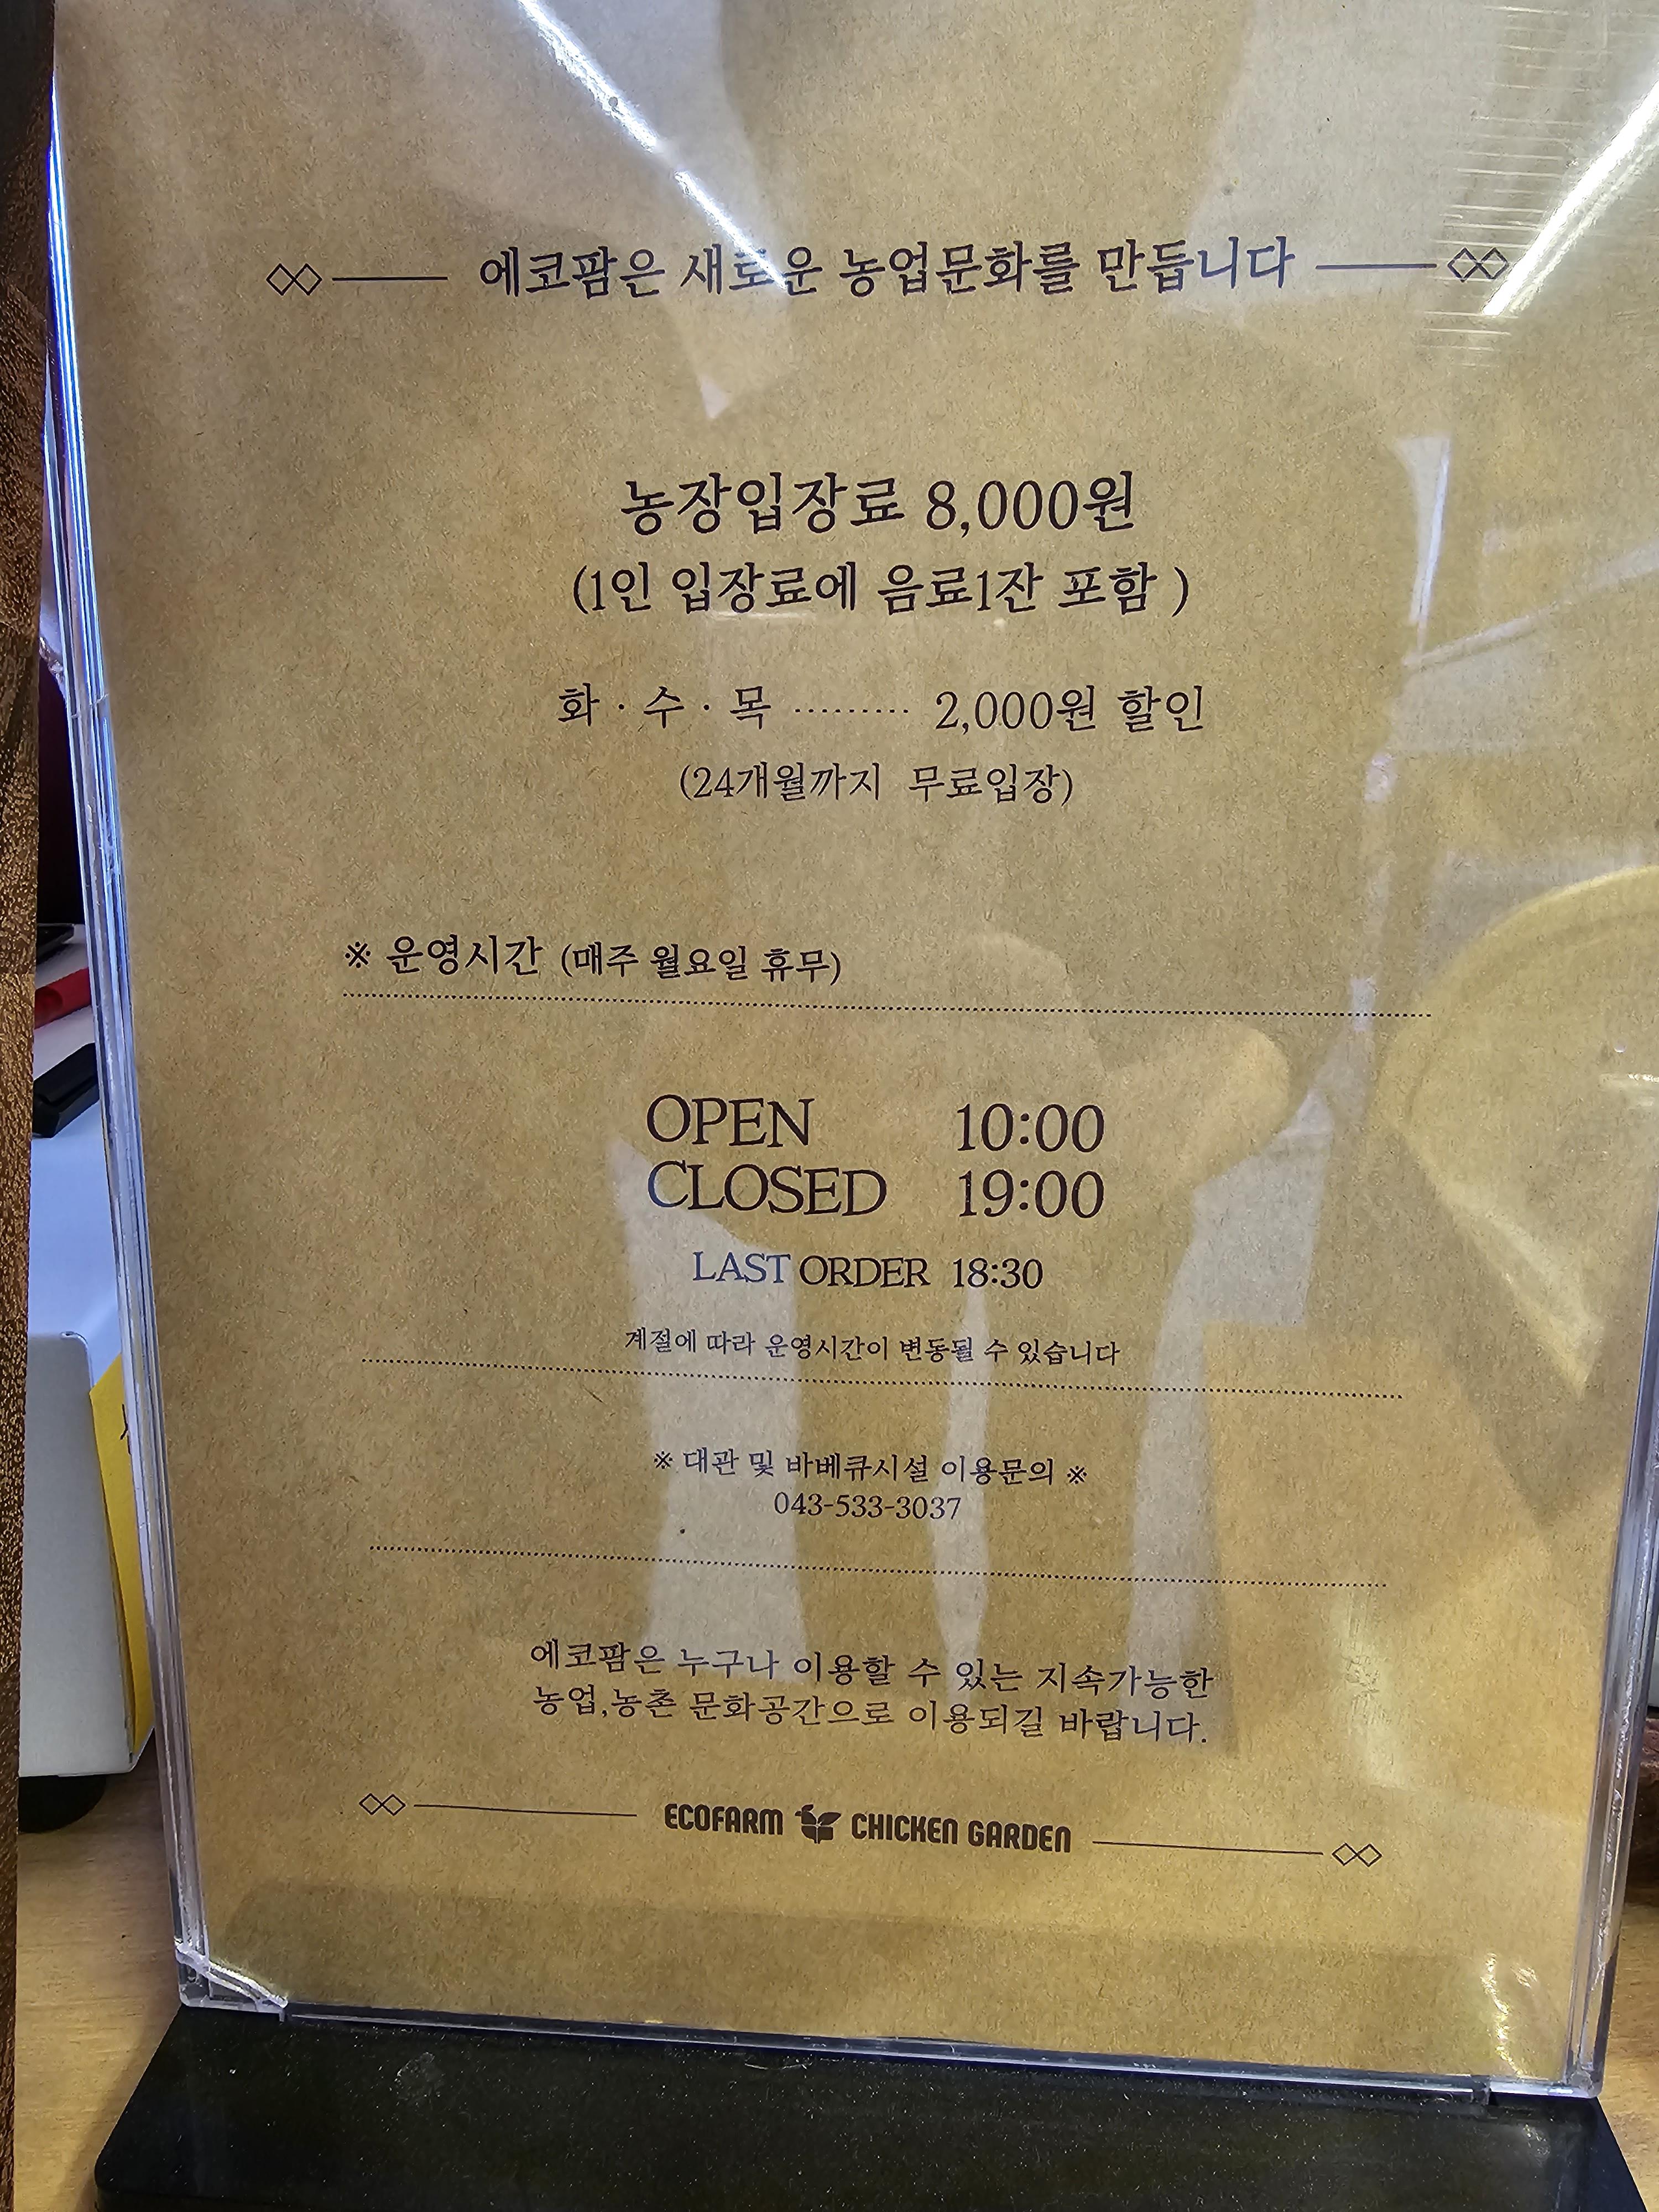 에코팜은 새로운 농업문화를 만듭니다
농장입장료 8,000원
(1인 입장료에 음료1잔 포함 )
화 · 수 · 목 ········· 2,000원 할인
(24개월까지 무료입장)
※ 운영시간 (매주 월요일 휴무)
OPEN 10:00
CLOSED 19:00
LAST ORDER 18:30
계절에 따라 운영시간이 변동될 수 있습니다
※ 대관 및 바베큐시설 이용문의 ※
043-533-3037
에코팜은 누구나 이용할 수 있는 지속가능한
농업,농촌 문화공간으로 이용되길 바랍니다.
ECOFARM CHICKEN GARDEN